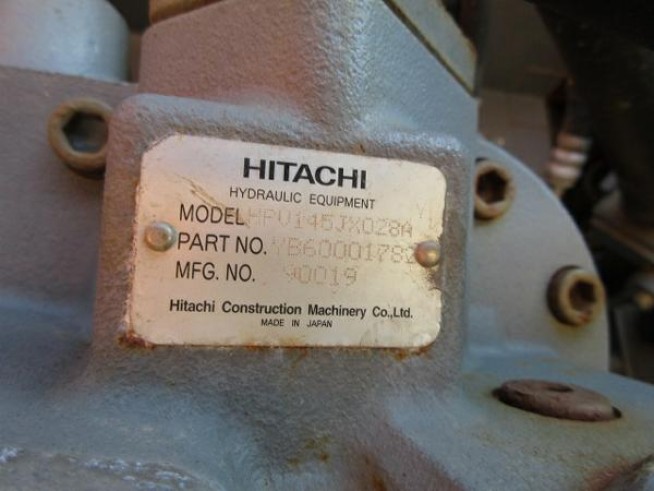 HITACHI
HYDRAULIC EQUIPMENT
MODEL HPV145JX028A
PART NO. YB60001782
MFG. NO. 90019
Hitachi Construction Machinery Co., Ltd.
MADE IN JAPAN